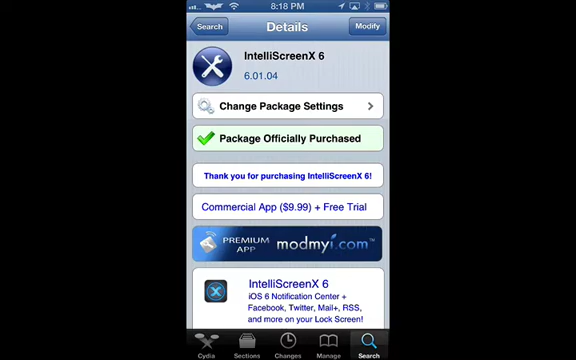 8:18 PM
Search
Details
Modify
IntelliScreenX 6
6.01.04
Change Package Settings
Package Officially Purchased
Thank you for purchasing IntelliScreenX 6!
Commercial App ($9.99) + Free Trial
PREMIUM APP
modmyi.com™
IntelliScreenX 6
iOS 6 Notification Center +
Facebook, Twitter, Mail+, RSS,
and more on your Lock Screen!
Cydia
Sections
Changes
Manage
Search